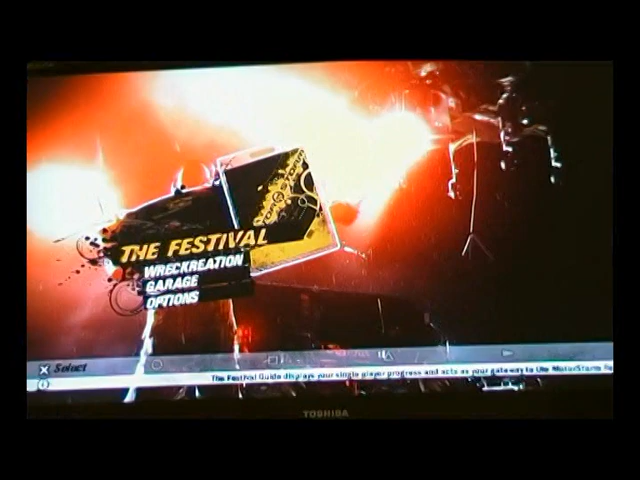 THE FESTIVAL
WRECKREATION
GARAGE
OPTIONS
Select
The Festival Guide displays your single player progress and acts as your gateway to the MotorStorm
TOSHIBA